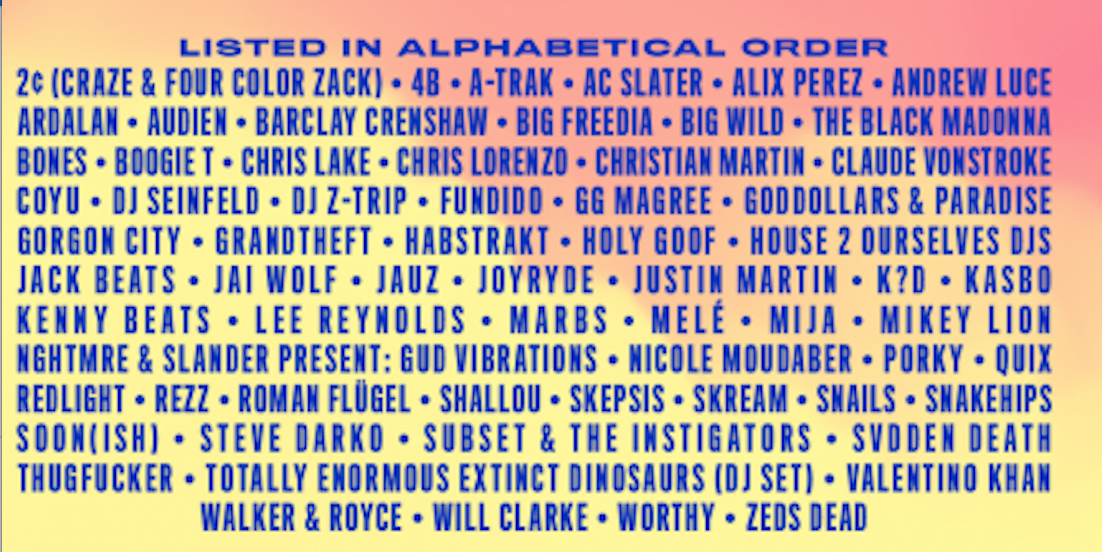 LISTED IN ALPHABETICAL ORDER
2¢ (CRAZE & FOUR COLOR ZACK) • 4B • A-TRAK • AC SLATER • ALIX PEREZ • ANDREW LUCE
ARDALAN • AUDIEN • BARCLAY CRENSHAW • BIG FREEDIA • BIG WILD • THE BLACK MADONNA
BONES • BOOGIE T • CHRIS LAKE • CHRIS LORENZO • CHRISTIAN MARTIN • CLAUDE VONSTROKE
COYU • DJ SEINFELD • DJ Z-TRIP • FUNDIDO • GG MAGREE • GODDOLLARS & PARADISE
GORGON CITY • GRANDTHEFT • HABSTRAKT • HOLY GOOF • HOUSE 2 OURSELVES DJS
JACK BEATS • JAI WOLF • JAUZ • JOYRYDE • JUSTIN MARTIN • K?D • KASBO
KENNY BEATS • LEE REYNOLDS • MARBS • MELÉ • MIJA • MIKEY LION
NGHTMRE & SLANDER PRESENT: GUD VIBRATIONS • NICOLE MOUDABER • PORKY • QUIX
REDLIGHT • REZZ • ROMAN FLÜGEL • SHALLOU • SKEPSIS • SKREAM • SNAILS • SNAKEHIPS
SOON(ISH) • STEVE DARKO • SUBSET & THE INSTIGATORS • SVDDEN DEATH
THUGFUCKER • TOTALLY ENORMOUS EXTINCT DINOSAURS (DJ SET) • VALENTINO KHAN
WALKER & ROYCE • WILL CLARKE • WORTHY • ZEDS DEAD